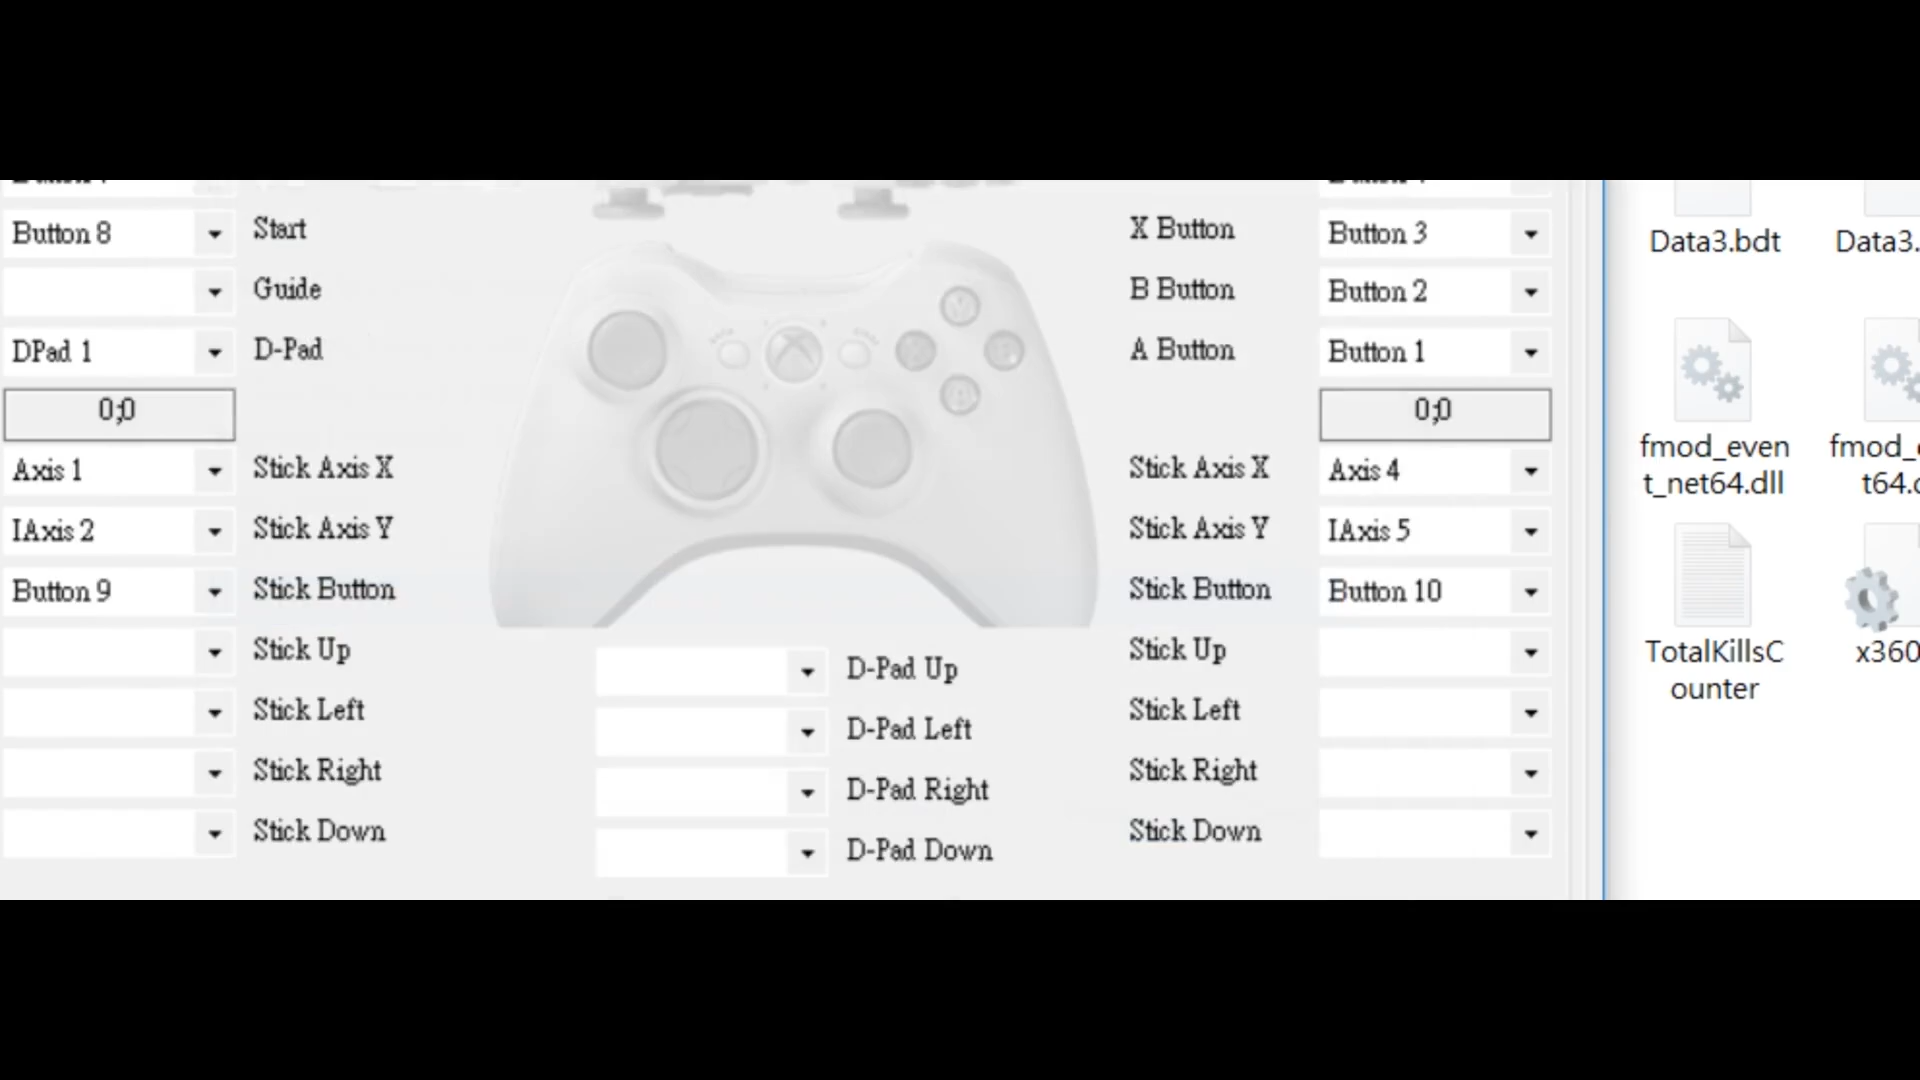 Button 8 Start
Guide
DPad 1 D-Pad
0;0
Axis 1 Stick Axis X
IAxis 2 Stick Axis Y
Button 9 Stick Button
Stick Up
Stick Left
Stick Right
Stick Down
D-Pad Up
D-Pad Left
D-Pad Right
D-Pad Down
X Button Button 3
B Button Button 2
A Button Button 1
0;0
Stick Axis X Axis 4
Stick Axis Y IAxis 5
Stick Button Button 10
Stick Up
Stick Left
Stick Right
Stick Down
Data3.bdt
Data3.
fmod_even
t_net64.dll
fmod_
t64.
TotalKillsC
ounter
x360